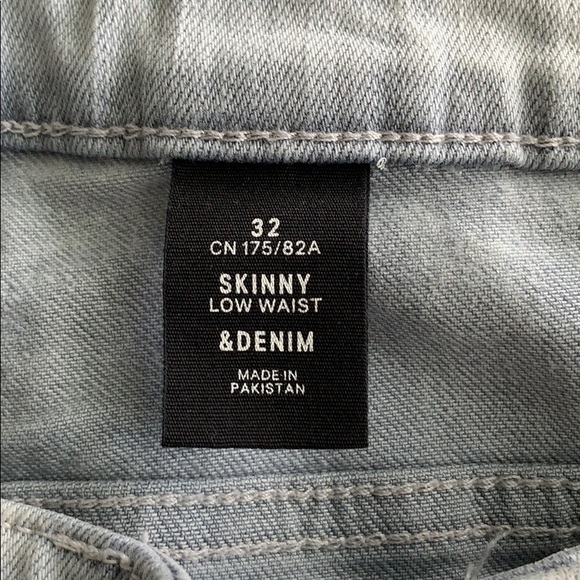 32
CN 175/82A
SKINNY
LOW WAIST
&DENIM
MADE IN
PAKISTAN